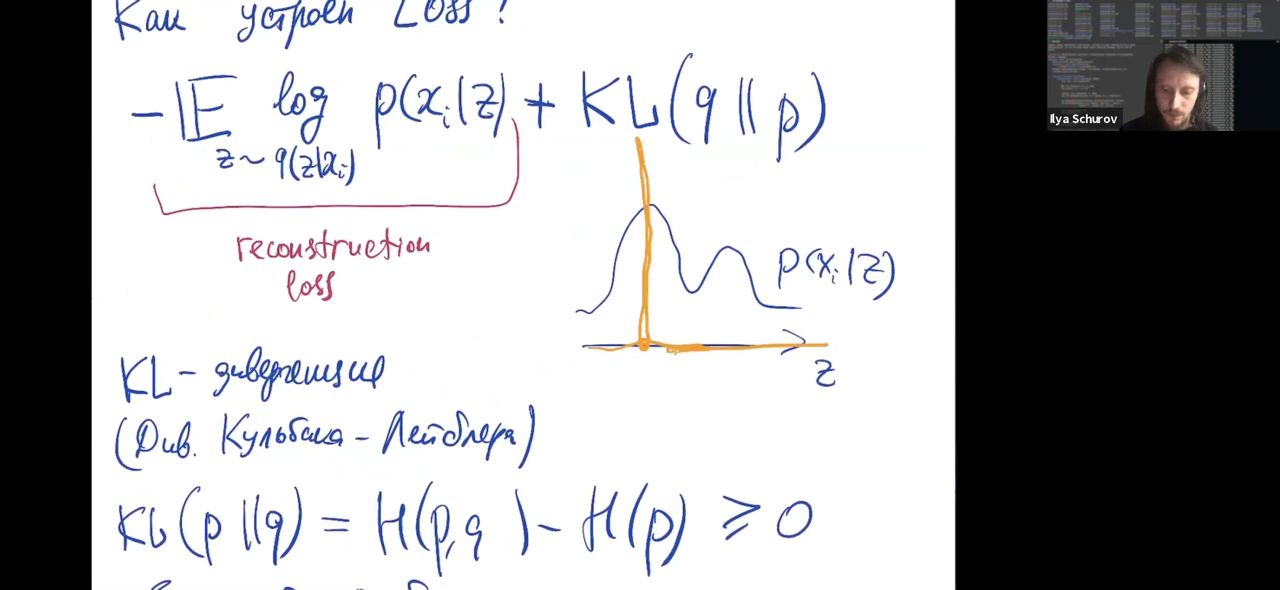 Как устроен Loss?
- 𝔼 log p(xᵢ|z) + KL(q || p)
z ~ q(z|xᵢ)
Ilya Schurov
reconstruction
loss
p(xᵢ|z)
z
KL - дивергенция
(Див. Кульбака - Лейблера)
KL(p || q) = H(p,q) - H(p) ⩾ 0